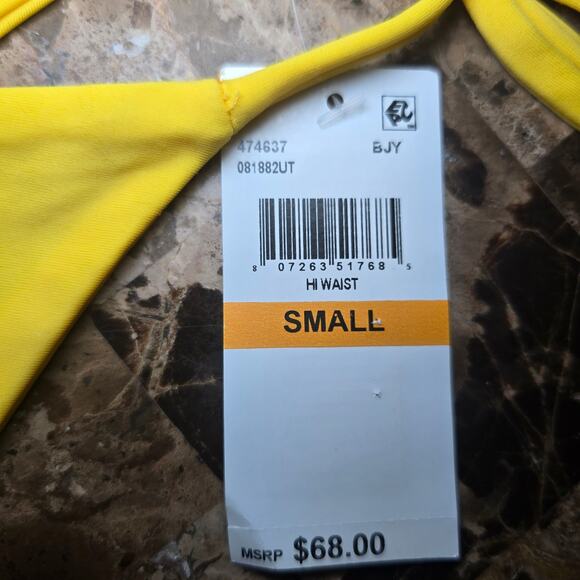 474637 BJY
081882UT
8 07263 51768 5
HI WAIST
SMALL
MSRP $68.00